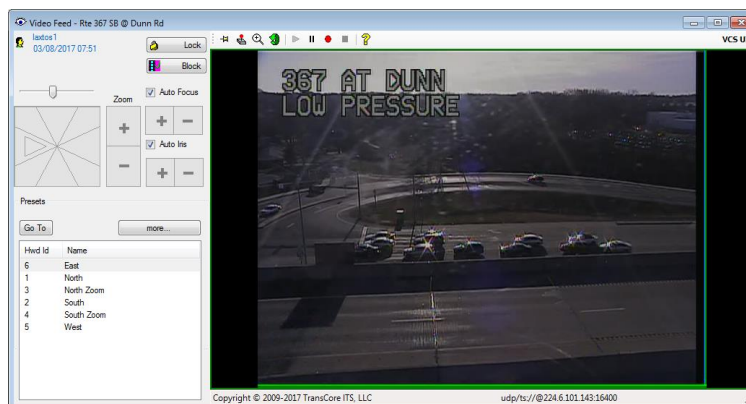 Video Feed - Rte 367 SB @ Dunn Rd
laxtos1
03/08/2017 07:51
Lock
Block
VCS U
Zoom
Auto Focus
Auto Iris
Presets
Go To
more...
Hwd Id Name
6 East
1 North
3 North Zoom
2 South
4 South Zoom
5 West
367 AT DUNN
LOW PRESSURE
Copyright © 2009-2017 TransCore ITS, LLC
udp/ts://@224.6.101.143:16400